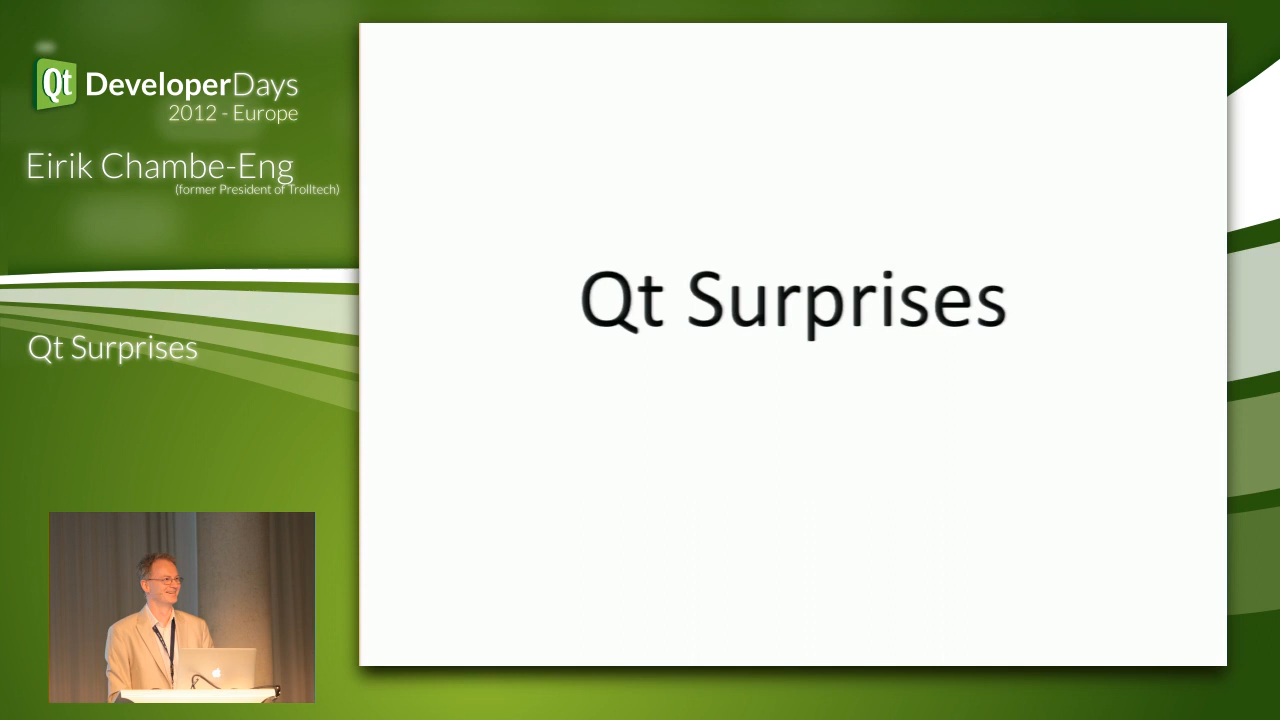 Qt DeveloperDays
2012 - Europe
Eirik Chambe-Eng
(former President of Trolltech)
Qt Surprises
Qt Surprises